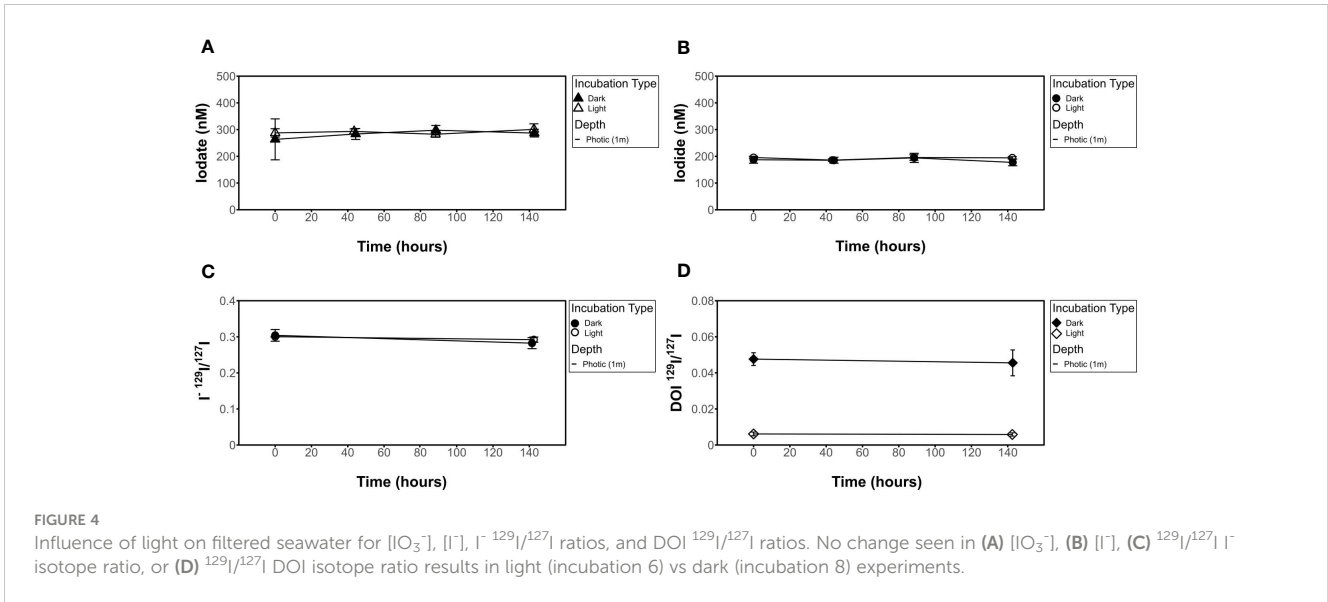 A
500
400
300
200
100
0
Iodate (nM)
0 20 40 60 80 100 120 140
Time (hours)
Incubation Type
Dark
Light
Depth
Photic (1m)
B
500
400
300
200
100
0
Iodide (nM)
0 20 40 60 80 100 120 140
Time (hours)
Incubation Type
Dark
Light
Depth
Photic (1m)
C
0.4
0.3
0.2
0.1
0
I⁻ ¹²⁹I/¹²⁷I
0 20 40 60 80 100 120 140
Time (hours)
Incubation Type
Dark
Light
Depth
Photic (1m)
D
0.08
0.06
0.04
0.02
0
DOI ¹²⁹I/¹²⁷I
0 20 40 60 80 100 120 140
Time (hours)
Incubation Type
Dark
Light
Depth
Photic (1m)
FIGURE 4
Influence of light on filtered seawater for [IO₃⁻], [I⁻], I⁻ ¹²⁹I/¹²⁷I ratios, and DOI ¹²⁹I/¹²⁷I ratios. No change seen in (A) [IO₃⁻], (B) [I⁻], (C) ¹²⁹I/¹²⁷I I⁻
isotope ratio, or (D) ¹²⁹I/¹²⁷I DOI isotope ratio results in light (incubation 6) vs dark (incubation 8) experiments.